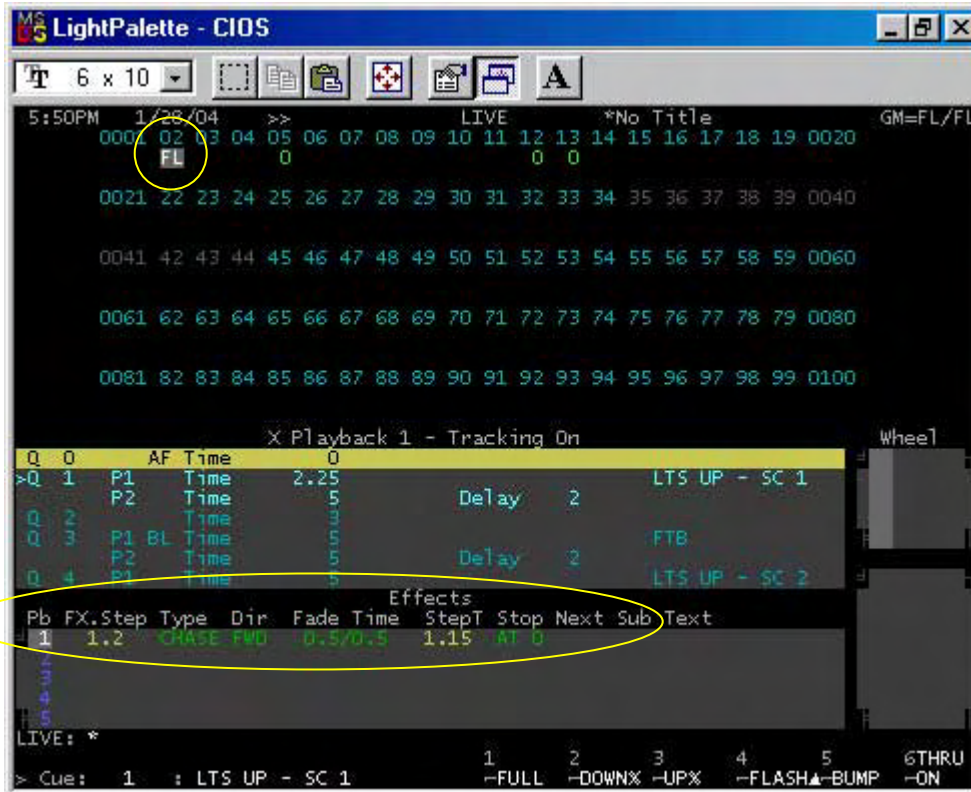 LightPalette - CIOS
6 x 10
5:50PM 1/28/04 >> LIVE *No Title GM=FL/FL
0001 02 03 04 05 06 07 08 09 10 11 12 13 14 15 16 17 18 19 0020
FL 0 0 0
0021 22 23 24 25 26 27 28 29 30 31 32 33 34 35 36 37 38 39 0040
0041 42 43 44 45 46 47 48 49 50 51 52 53 54 55 56 57 58 59 0060
0061 62 63 64 65 66 67 68 69 70 71 72 73 74 75 76 77 78 79 0080
0081 82 83 84 85 86 87 88 89 90 91 92 93 94 95 96 97 98 99 0100
X Playback 1 - Tracking On Wheel
Q 0 AF Time 0
>Q 1 P1 Time 2.25 LTS UP - SC 1
P2 Time 5 Delay 2
Q 2 Time 3
Q 3 P1 BL Time 5 FTB
P2 Time 5 Delay 2
Q 4 P1 Time 5 LTS UP - SC 2
Effects
Pb FX.Step Type Dir Fade Time StepT Stop Next Sub Text
1 1.2 CHASE FWD 0.5/0.5 1.15 AT 0
2
3
4
5
LIVE: *
1 2 3 4 5 6THRU
> Cue: 1 : LTS UP - SC 1 -FULL -DOWN% -UP% -FLASH▲-BUMP -ON